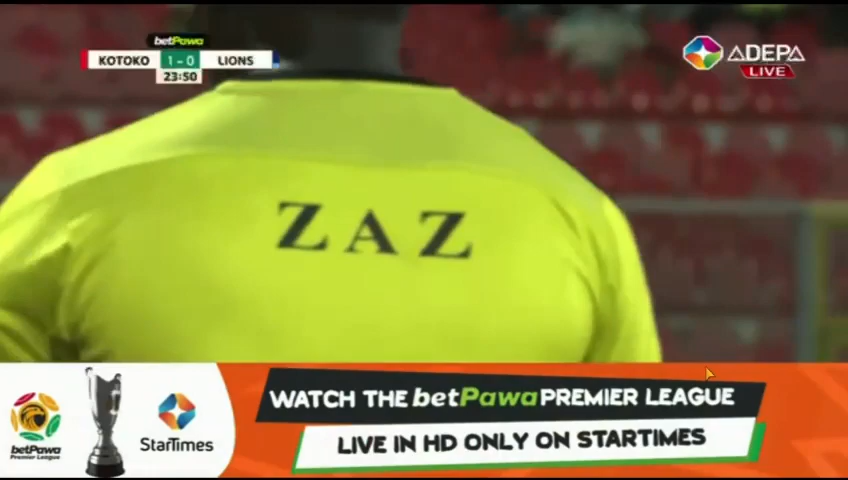 betPawa
KOTOKO 1-0 LIONS
23:50
ADEPA
LIVE
ZAZ
WATCH THE betPawa PREMIER LEAGUE
LIVE IN HD ONLY ON STARTIMES
betPawa
Premier League
StarTimes